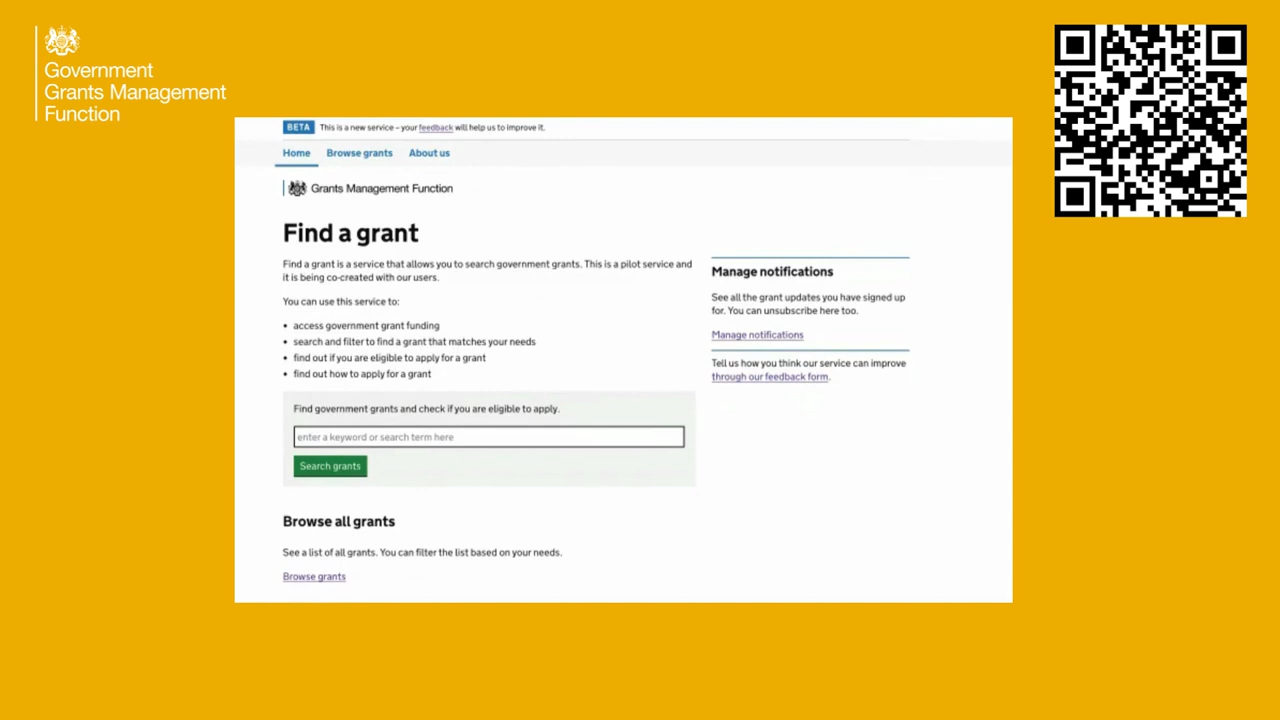 Government
Grants Management
Function
BETA This is a new service – your feedback will help us to improve it.
Home Browse grants About us
Grants Management Function
Find a grant
Find a grant is a service that allows you to search government grants. This is a pilot service and
it is being co-created with our users.
You can use this service to:
• access government grant funding
• search and filter to find a grant that matches your needs
• find out if you are eligible to apply for a grant
• find out how to apply for a grant
Find government grants and check if you are eligible to apply.
enter a keyword or search term here
Search grants
Browse all grants
See a list of all grants. You can filter the list based on your needs.
Browse grants
Manage notifications
See all the grant updates you have signed up
for. You can unsubscribe here too.
Manage notifications
Tell us how you think our service can improve
through our feedback form.